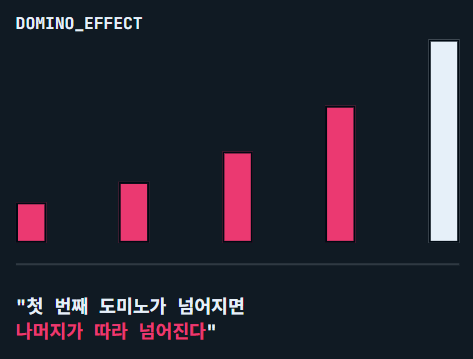 DOMINO_EFFECT
"첫 번째 도미노가 넘어지면
나머지가 따라 넘어진다"